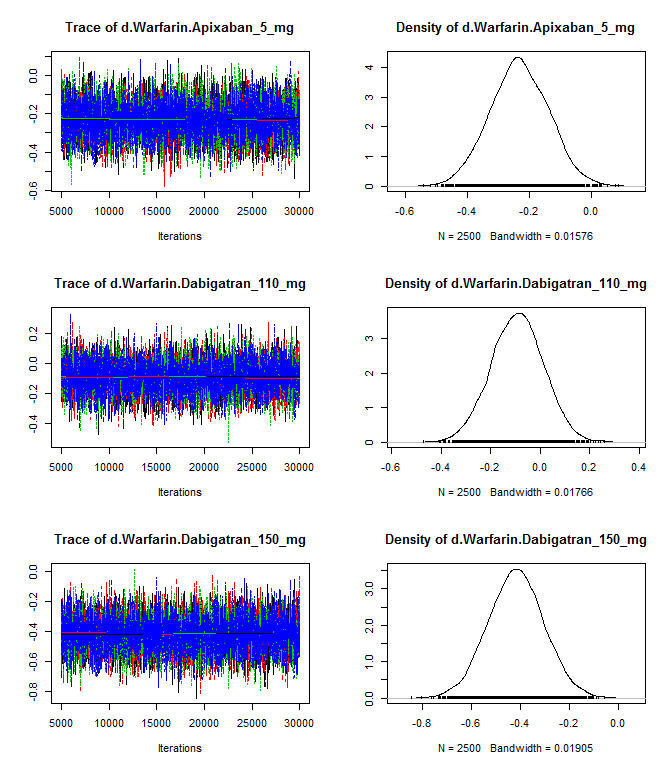 Trace of d.Warfarin.Apixaban_5_mg
0.0
-0.2
-0.4
-0.6
5000 10000 15000 20000 25000 30000
Iterations
Density of d.Warfarin.Apixaban_5_mg
4
3
2
1
0
-0.6 -0.4 -0.2 0.0
N = 2500 Bandwidth = 0.01576
Trace of d.Warfarin.Dabigatran_110_mg
0.2
0.0
-0.2
-0.4
5000 10000 15000 20000 25000 30000
Iterations
Density of d.Warfarin.Dabigatran_110_mg
3
2
1
0
-0.6 -0.4 -0.2 0.0 0.2 0.4
N = 2500 Bandwidth = 0.01766
Trace of d.Warfarin.Dabigatran_150_mg
0.0
-0.2
-0.4
-0.6
-0.8
5000 10000 15000 20000 25000 30000
Iterations
Density of d.Warfarin.Dabigatran_150_mg
3.0
2.0
1.0
0.0
-0.8 -0.6 -0.4 -0.2 0.0
N = 2500 Bandwidth = 0.01905